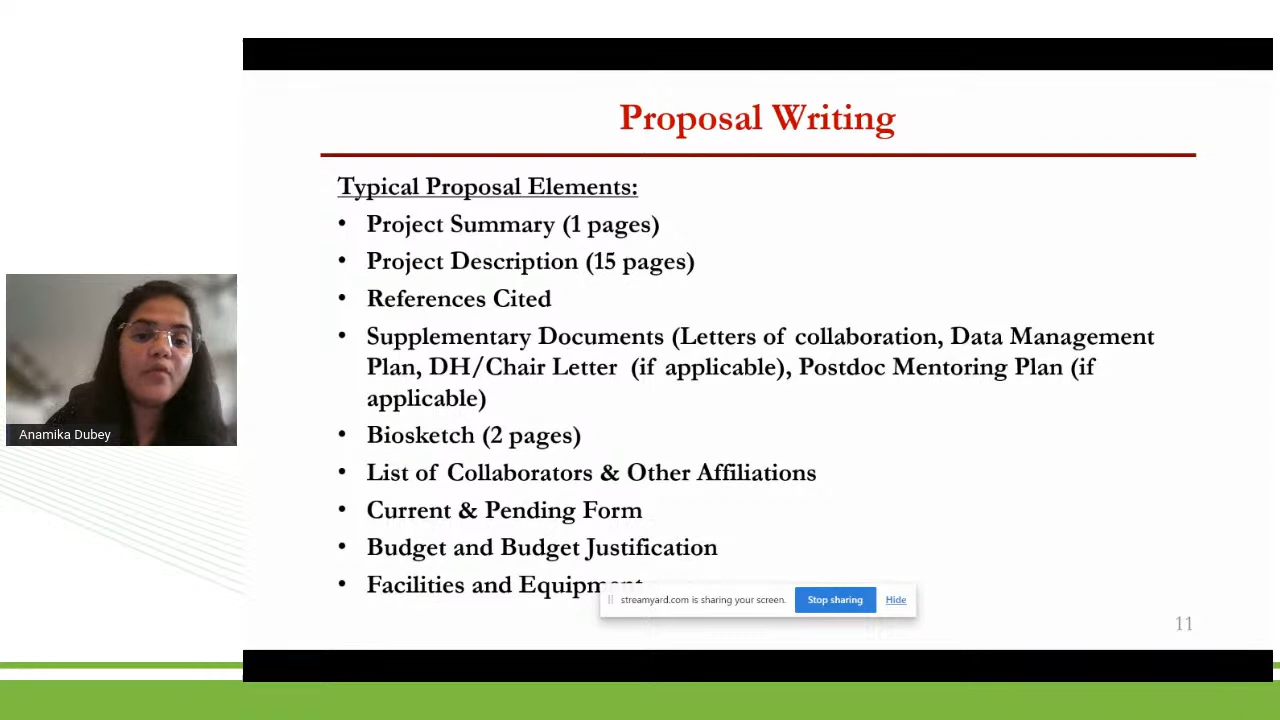 Proposal Writing
Typical Proposal Elements:
• Project Summary (1 pages)
• Project Description (15 pages)
• References Cited
• Supplementary Documents (Letters of collaboration, Data Management
Plan, DH/Chair Letter (if applicable), Postdoc Mentoring Plan (if
applicable)
• Biosketch (2 pages)
• List of Collaborators & Other Affiliations
• Current & Pending Form
• Budget and Budget Justification
• Facilities and Equipment
streamyard.com is sharing your screen. Stop sharing Hide
11
Anamika Dubey